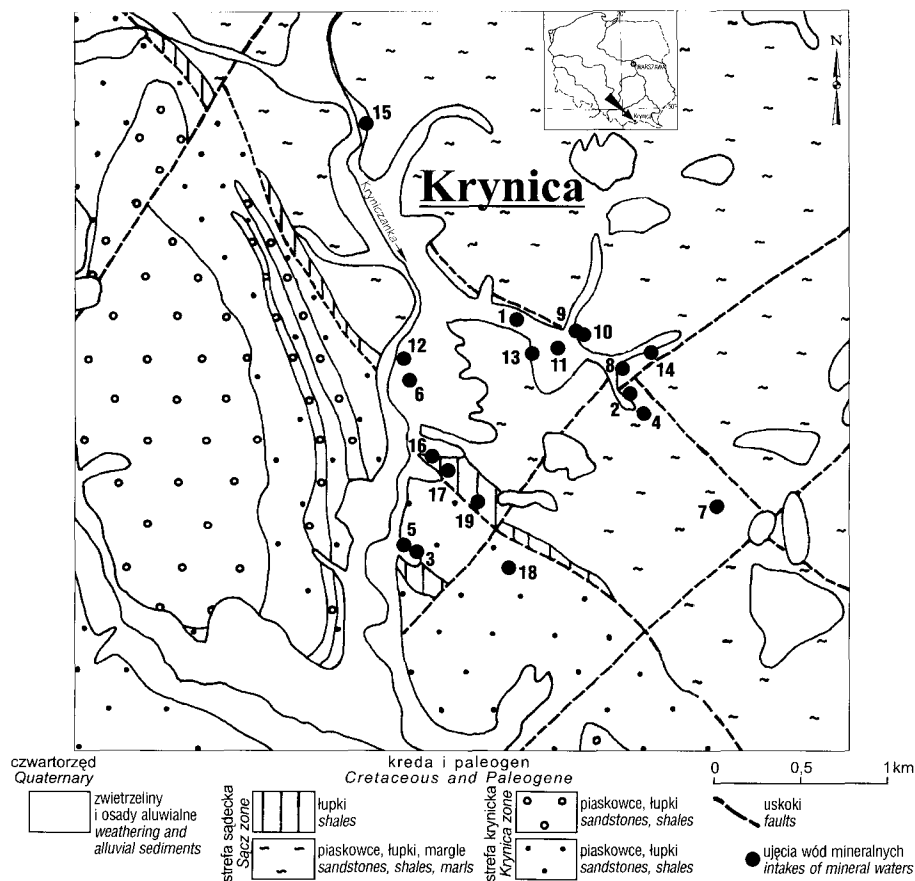 WARSZAWA
50°
Krynica
N
15
Krynica
Kryniczanka
1
9
10
13
11
8
14
2
4
12
6
16
17
19
7
5
3
18
czwartorzęd
Quaternary
zwietrzeliny
i osady aluwialne
weathering and
alluvial sediments
kreda i paleogen
Cretaceous and Paleogene
strefa sądecka
Sącz zone
łupki
shales
piaskowce, łupki, margle
sandstones, shales, marls
strefa krynicka
Krynica zone
piaskowce, łupki
sandstones, shales
piaskowce, łupki
sandstones, shales
0 0,5 1km
uskoki
faults
ujęcia wód mineralnych
intakes of mineral waters